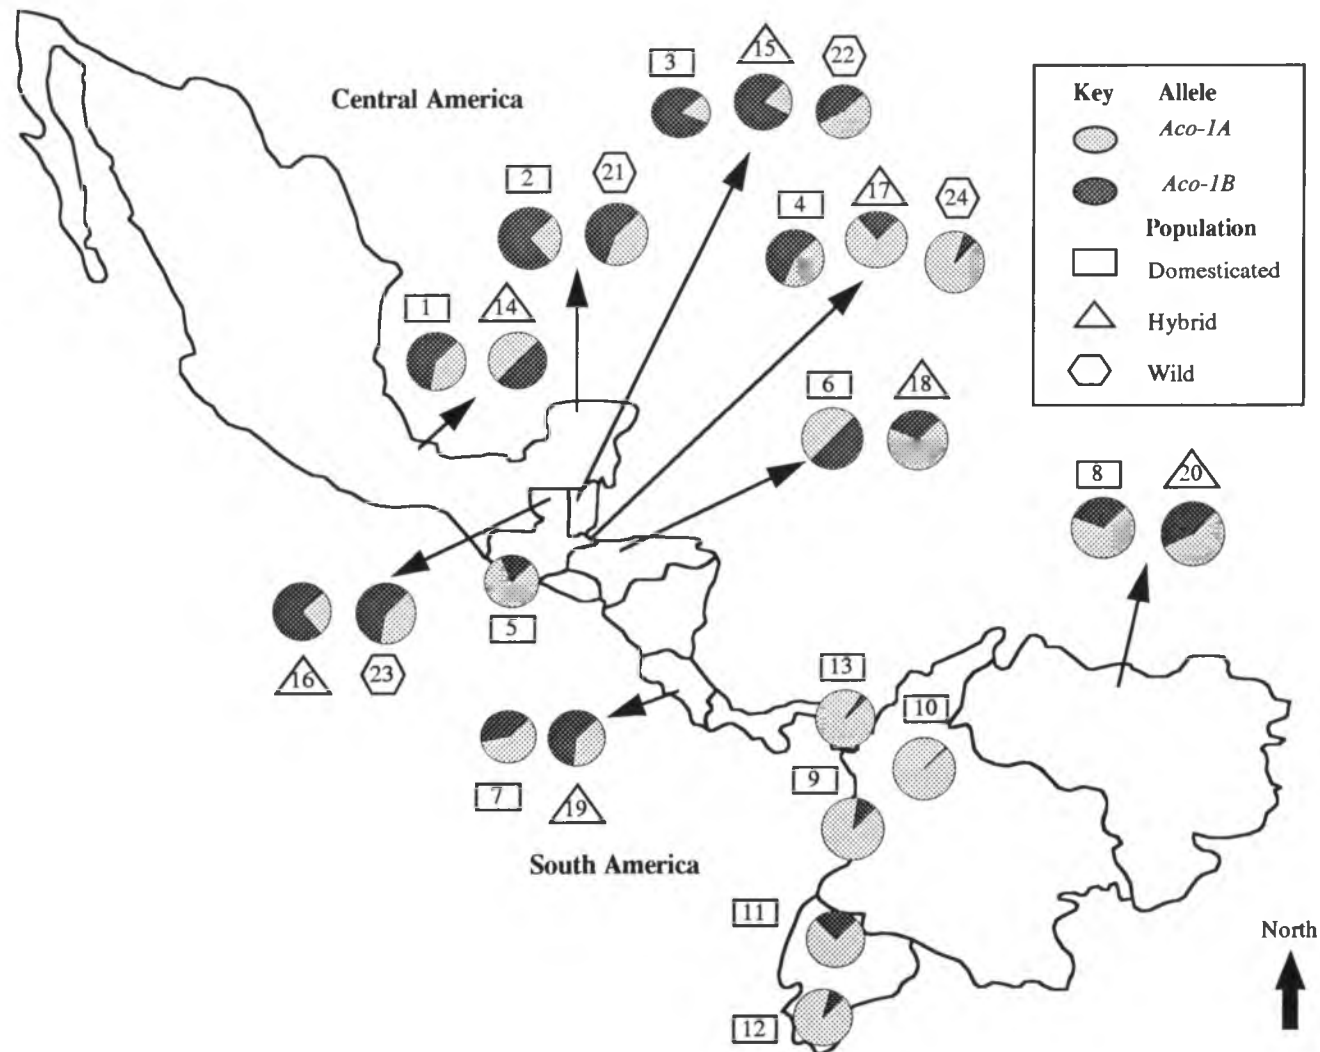 Central America
3
15
22
Key Allele
Aco-1A
Aco-1B
Population
Domesticated
Hybrid
Wild
2
21
4
17
24
1
14
6
18
8
20
5
16
23
13
10
7
19
9
South America
11
12
North